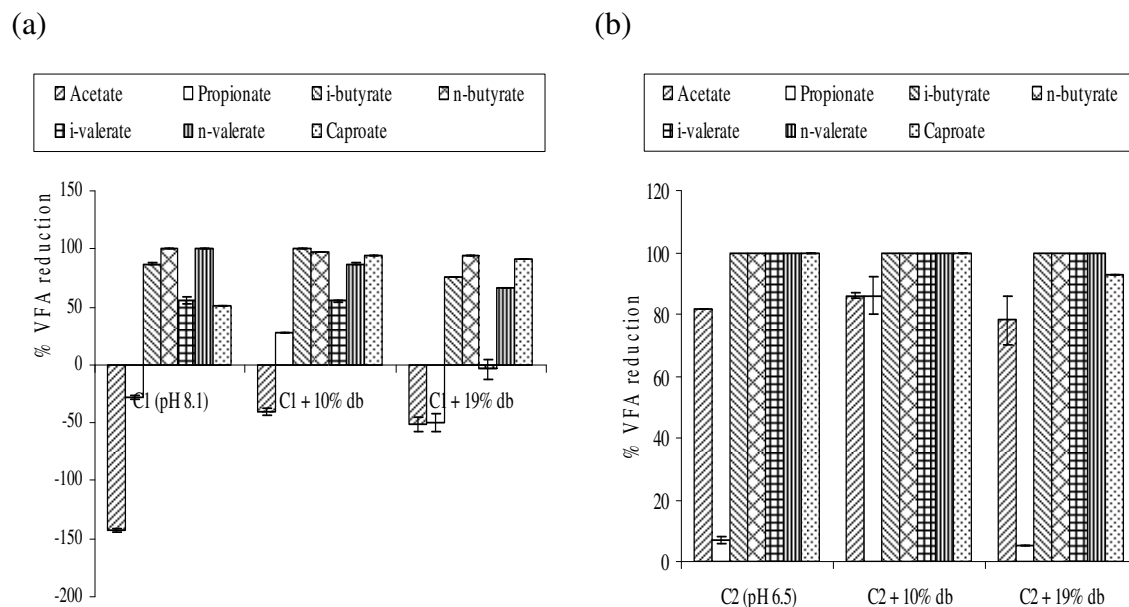 (a)
Acetate Propionate i-butyrate n-butyrate
i-valerate n-valerate Caproate
% VFA reduction
150
100
50
0
-50
-100
-150
-200
C1 (pH 8.1) C1 + 10% db C1 + 19% db
(b)
Acetate Propionate i-butyrate n-butyrate
i-valerate n-valerate Caproate
% VFA reduction
120
100
80
60
40
20
0
C2 (pH 6.5) C2 + 10% db C2 + 19% db